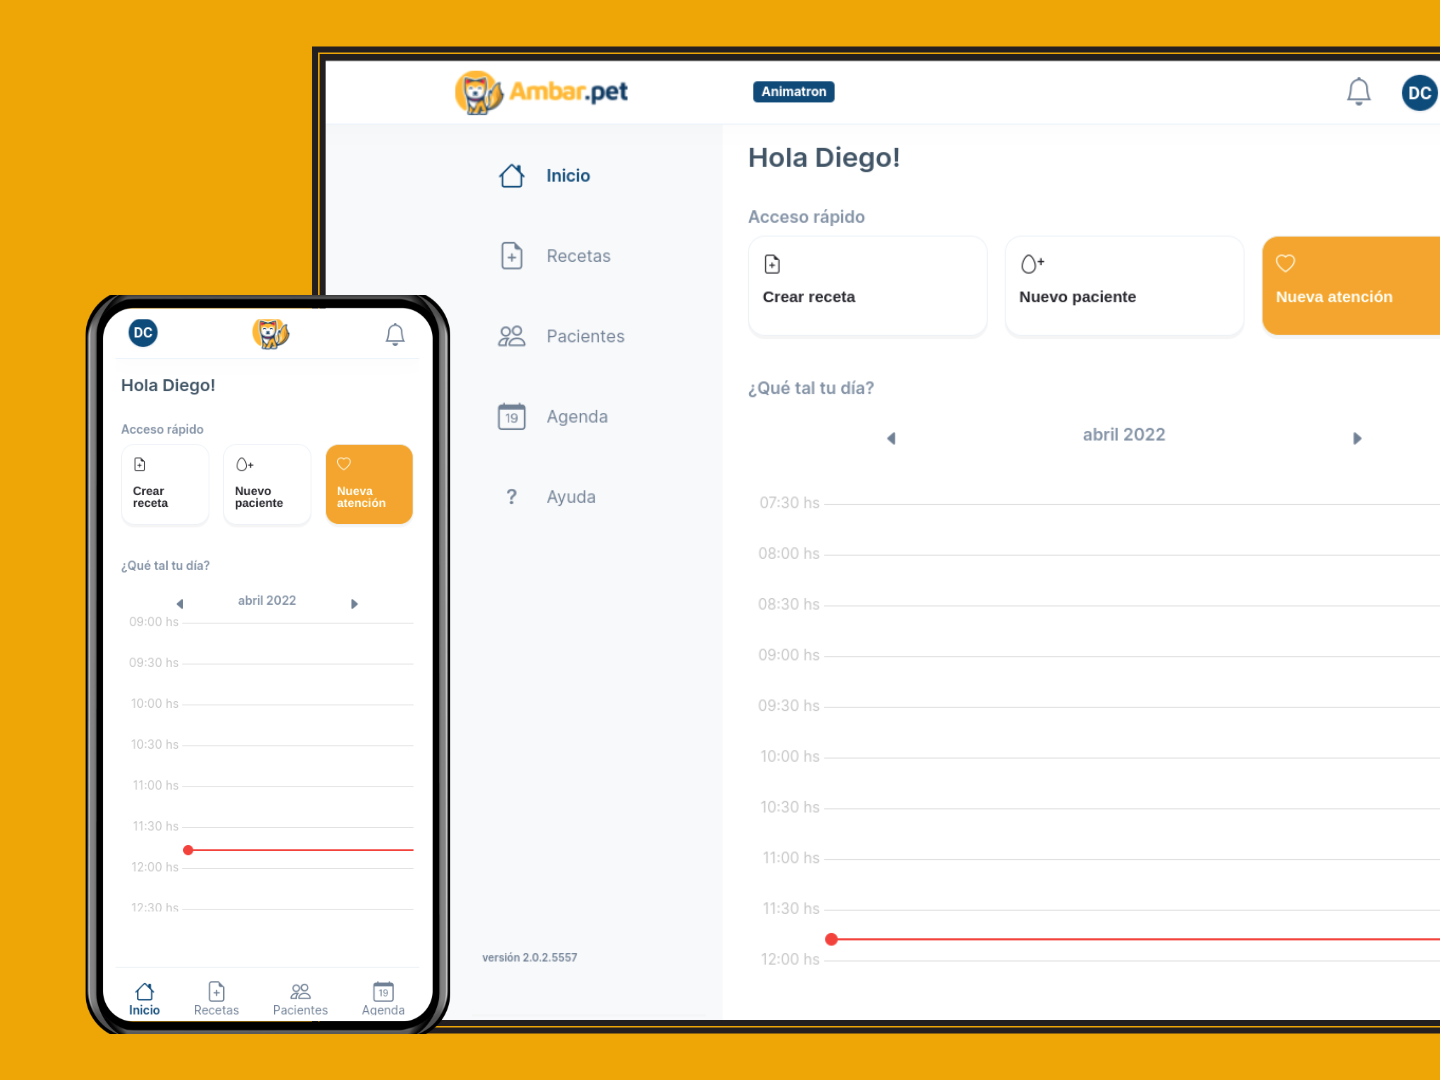 Ambar.pet
Animatron
DC
Inicio
Recetas
Pacientes
19
Agenda
?
Ayuda
versión 2.0.2.5557
Hola Diego!
Acceso rápido
Crear receta
Nuevo paciente
Nueva atención
¿Qué tal tu día?
abril 2022
07:30 hs
08:00 hs
08:30 hs
09:00 hs
09:30 hs
10:00 hs
10:30 hs
11:00 hs
11:30 hs
12:00 hs
DC
Hola Diego!
Acceso rápido
Crear
receta
Nuevo
paciente
Nueva
atención
¿Qué tal tu día?
abril 2022
09:00 hs
09:30 hs
10:00 hs
10:30 hs
11:00 hs
11:30 hs
12:00 hs
12:30 hs
Inicio
Recetas
Pacientes
19
Agenda